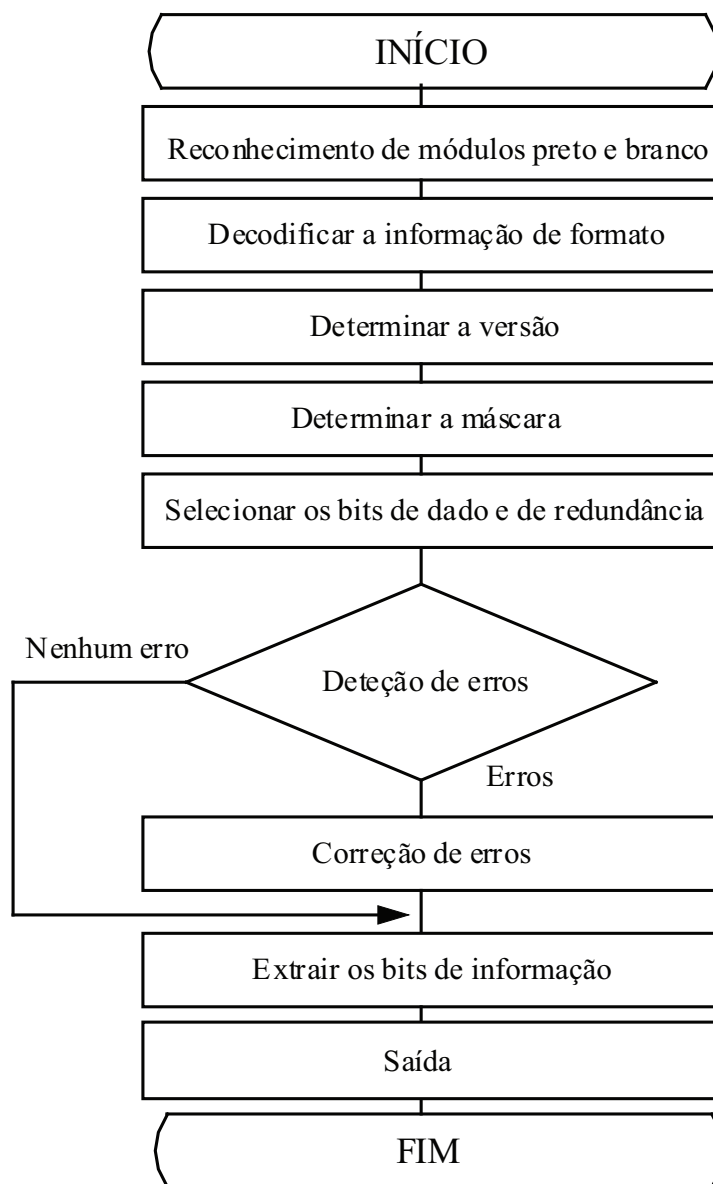 INÍCIO
Reconhecimento de módulos preto e branco
Decodificar a informação de formato
Determinar a versão
Determinar a máscara
Selecionar os bits de dado e de redundância
Nenhum erro
Deteção de erros
Erros
Correção de erros
Extrair os bits de informação
Saída
FIM